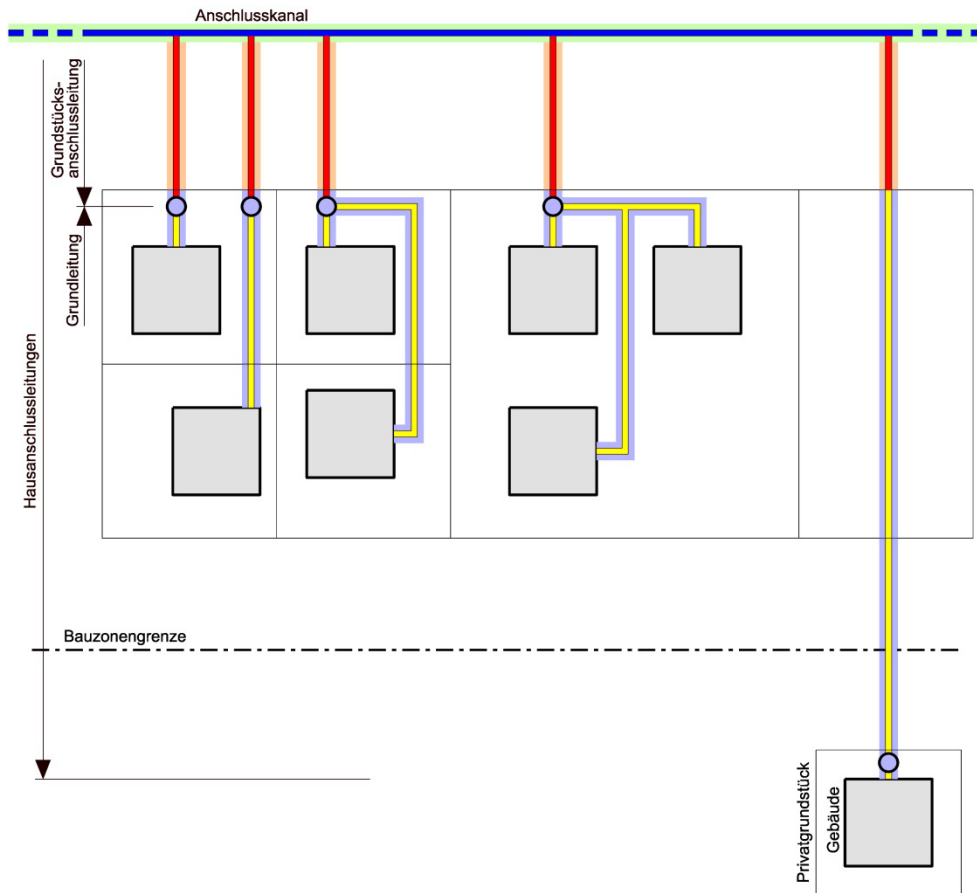 Anschlusskanal
Grundstücks-
anschlussleitung
Grundleitung
Hausanschlussleitungen
Bauzonengrenze
Privatgrundstück
Gebäude